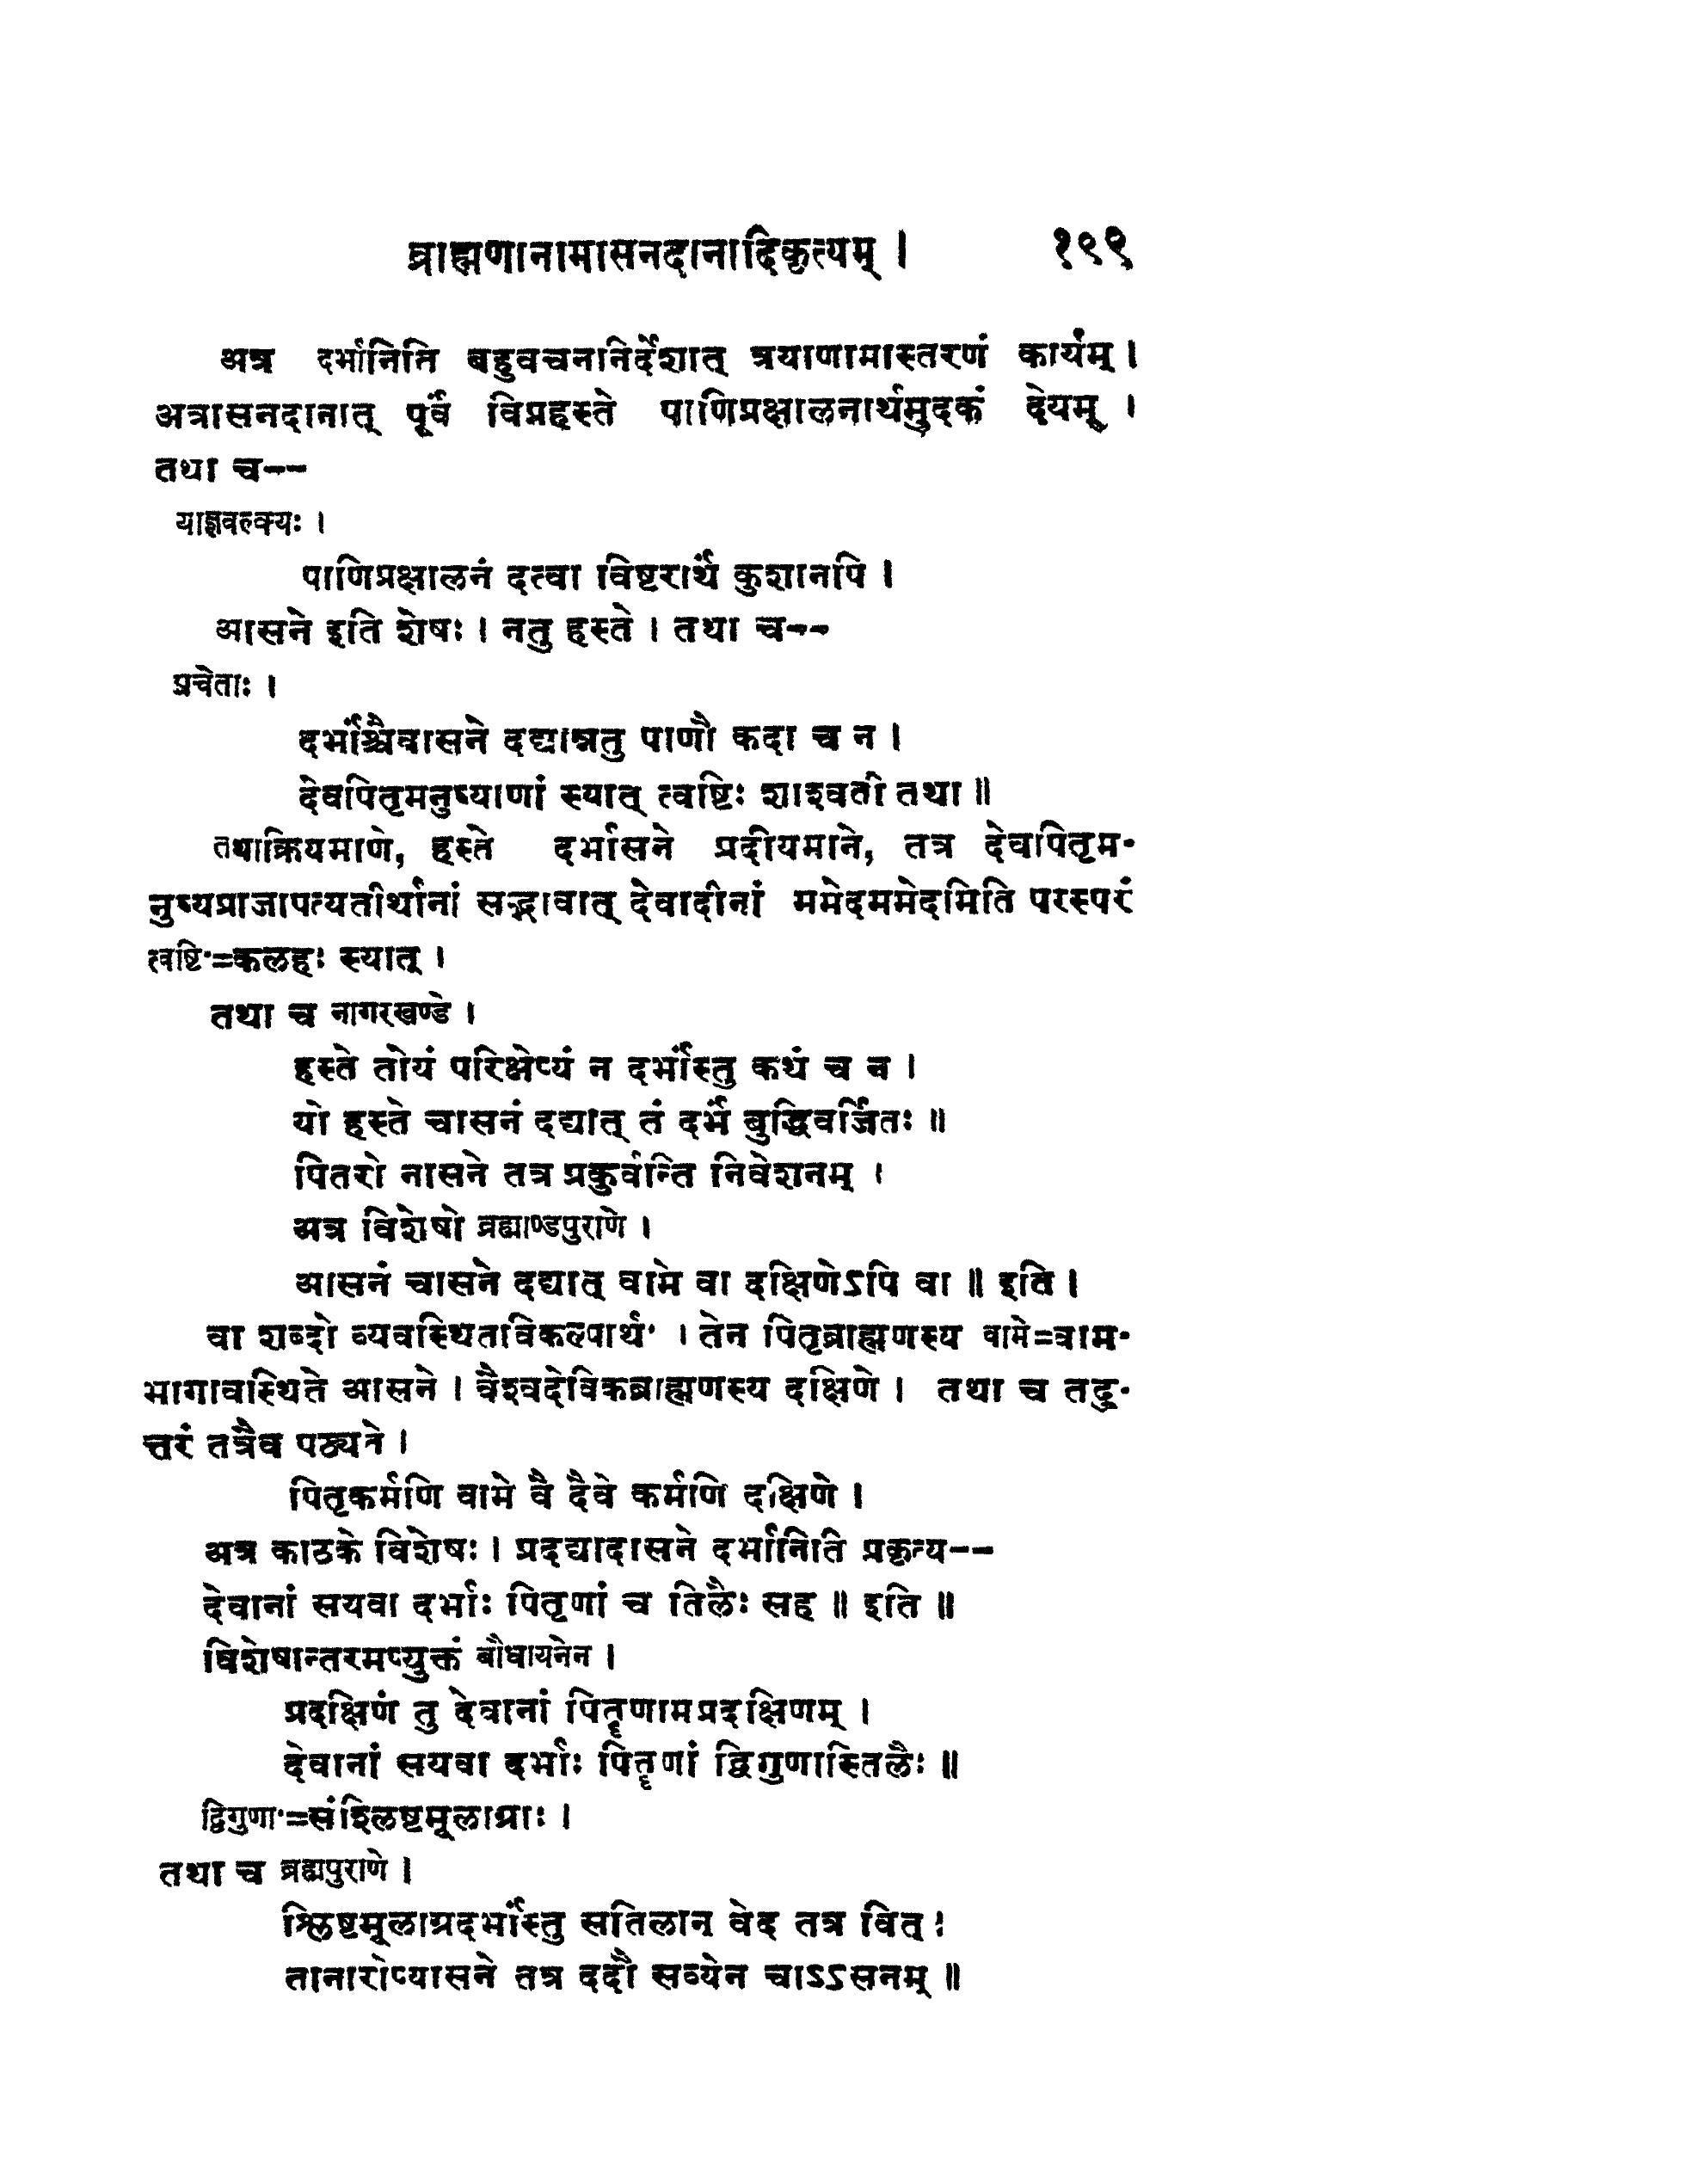 ब्राह्मणानामासनदानादिकृत्यम् । १९९
अत्र दर्भानिति बहुवचननिर्देशात् त्रयाणामास्तरणं कार्यम् ।
अत्रासनदानात् पूर्वं विप्रहस्ते पाणिप्रक्षालनार्थमुदकं देयम् ।
तथा च--
याज्ञवल्क्यः ।
पाणिप्रक्षालनं दत्वा विष्टरार्थं कुशानपि ।
आसने इति शेषः । नतु हस्ते । तथा च--
प्रचेताः ।
दर्भांश्चैवासने दद्यान्नतु पाणौ कदा च न ।
देवपितृमनुष्याणां स्यात् त्वष्टिः शाश्वती तथा ॥
तथाक्रियमाणे, हस्ते दर्भासने प्रदीयमाने, तत्र देवपितृम-
नुष्यप्राजापत्यतीर्थानां सद्भावात् देवादीनां ममेदममेदमिति परस्परं
त्वष्टिः=कलहः स्यात् ।
तथा च नागरखण्डे ।
हस्ते तोयं परिक्षेप्यं न दर्भांस्तु कथं च न ।
यो हस्ते चासनं दद्यात् तं दर्भं बुद्धिवर्जितः ॥
पितरो नासने तत्र प्रकुर्वन्ति निवेशनम् ।
अत्र विशेषो ब्रह्माण्डपुराणे ।
आसनं चासने दद्यात् वामे वा दक्षिणेऽपि वा ॥ इति ।
वा शब्दो व्यवस्थितविकल्पार्थः । तेन पितृब्राह्मणस्य वामे=वाम-
भागावस्थिते आसने । वैश्वदेविकब्राह्मणस्य दक्षिणे । तथा च तदु-
त्तरं तत्रैव पठ्यते ।
पितृकर्मणि वामे वै दैवे कर्मणि दक्षिणे ।
अत्र काठके विशेषः । प्रदद्यादासने दर्भानिति प्रकृत्य--
देवानां सयवा दर्भाः पितृणां च तिलैः सह ॥ इति ॥
विशेषान्तरमप्युक्तं बौधायनेन ।
प्रदक्षिणं तु देवानां पितॄणामप्रदक्षिणम् ।
देवानां सयवा दर्भाः पितॄणां द्विगुणास्तिलैः ॥
द्विगुणाः=संश्लिष्टमूलाग्राः ।
तथा च ब्रह्मपुराणे ।
श्लिष्टमूलाग्रदर्भांस्तु सतिलान् वेद तत्र वित् ।
तानारोप्यासने तत्र ददौ सव्येन चाऽऽसनम् ॥